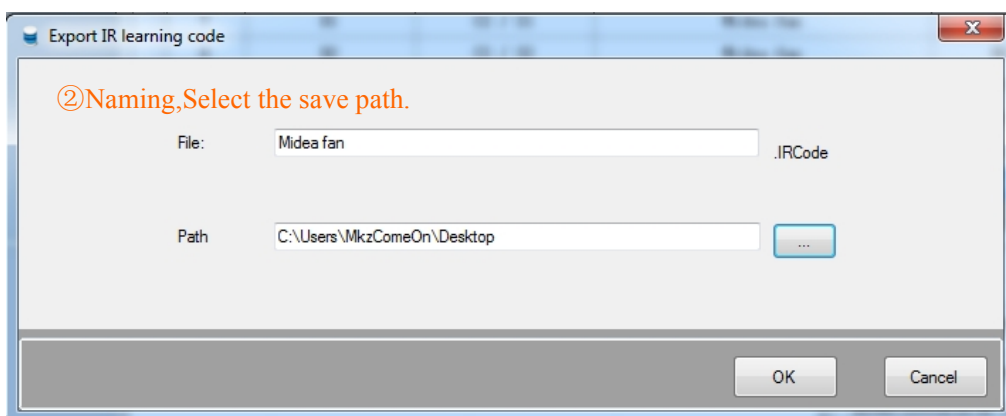 Export IR learning code
②Naming,Select the save path.
File:
Midea fan
.IRCode
Path
C:\Users\MkzComeOn\Desktop
...
OK
Cancel